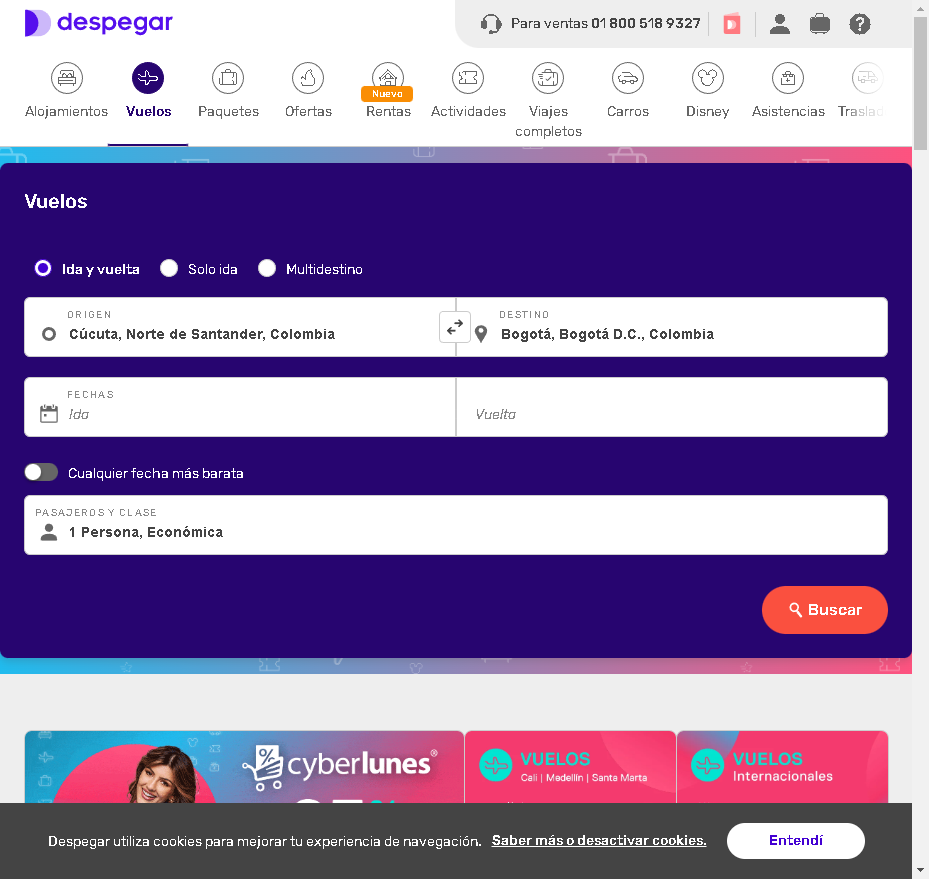 despegar
Para ventas 01 800 518 9327
Alojamientos
Vuelos
Paquetes
Ofertas
Nuevo
Rentas
Actividades
Viajes
completos
Carros
Disney
Asistencias
Traslad
Vuelos
Ida y vuelta
Solo ida
Multidestino
ORIGEN
Cúcuta, Norte de Santander, Colombia
DESTINO
Bogotá, Bogotá D.C., Colombia
FECHAS
Ida
Vuelta
Cualquier fecha más barata
PASAJEROS Y CLASE
1 Persona, Económica
Buscar
cyberlunes®
VUELOS
Cali | Medellín | Santa Marta
VUELOS
Internacionales
Despegar utiliza cookies para mejorar tu experiencia de navegación. Saber más o desactivar cookies.
Entendí